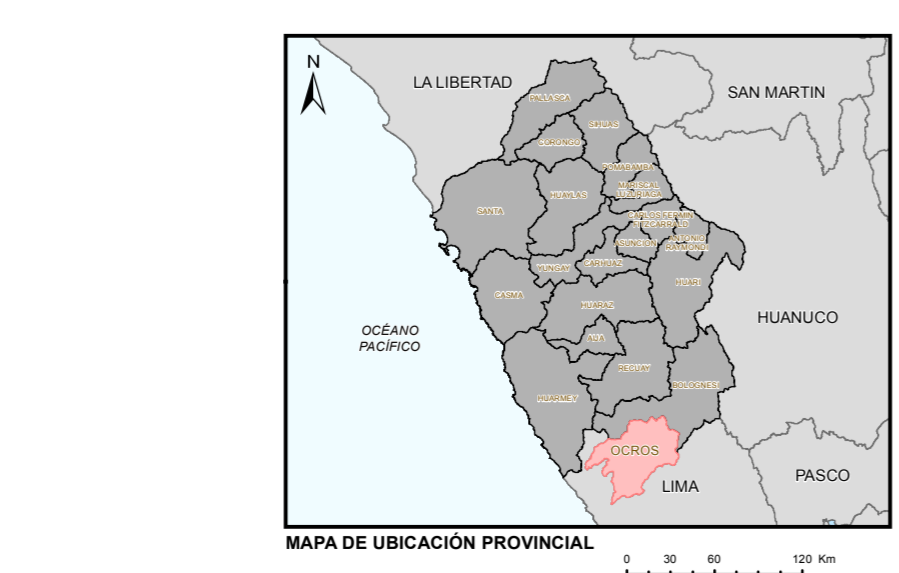 N
LA LIBERTAD
SAN MARTIN
PALLASCA
SIHUAS
CORONGO
POMABAMBA
MARISCAL
LUZURIAGA
HUAYLAS
SANTA
CARLOS FERMIN
FITZCARRALD
ASUNCION
ANTONIO
RAYMONDI
YUNGAY
CARHUAZ
HUARI
CASMA
HUARAZ
HUANUCO
OCÉANO
PACÍFICO
AIJA
RECUAY
BOLOGNESI
HUARMEY
OCROS
LIMA
PASCO
MAPA DE UBICACIÓN PROVINCIAL
0 30 60 120 Km